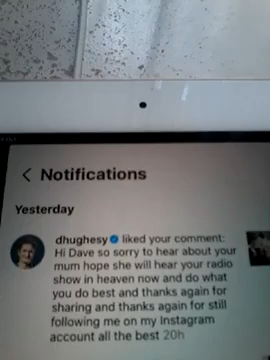 < Notifications
Yesterday
dhughesy liked your comment:
Hi Dave so sorry to hear about your
mum hope she will hear your radio
show in heaven now and do what
you do best and thanks again for
sharing and thanks again for still
following me on my Instagram
account all the best 20h